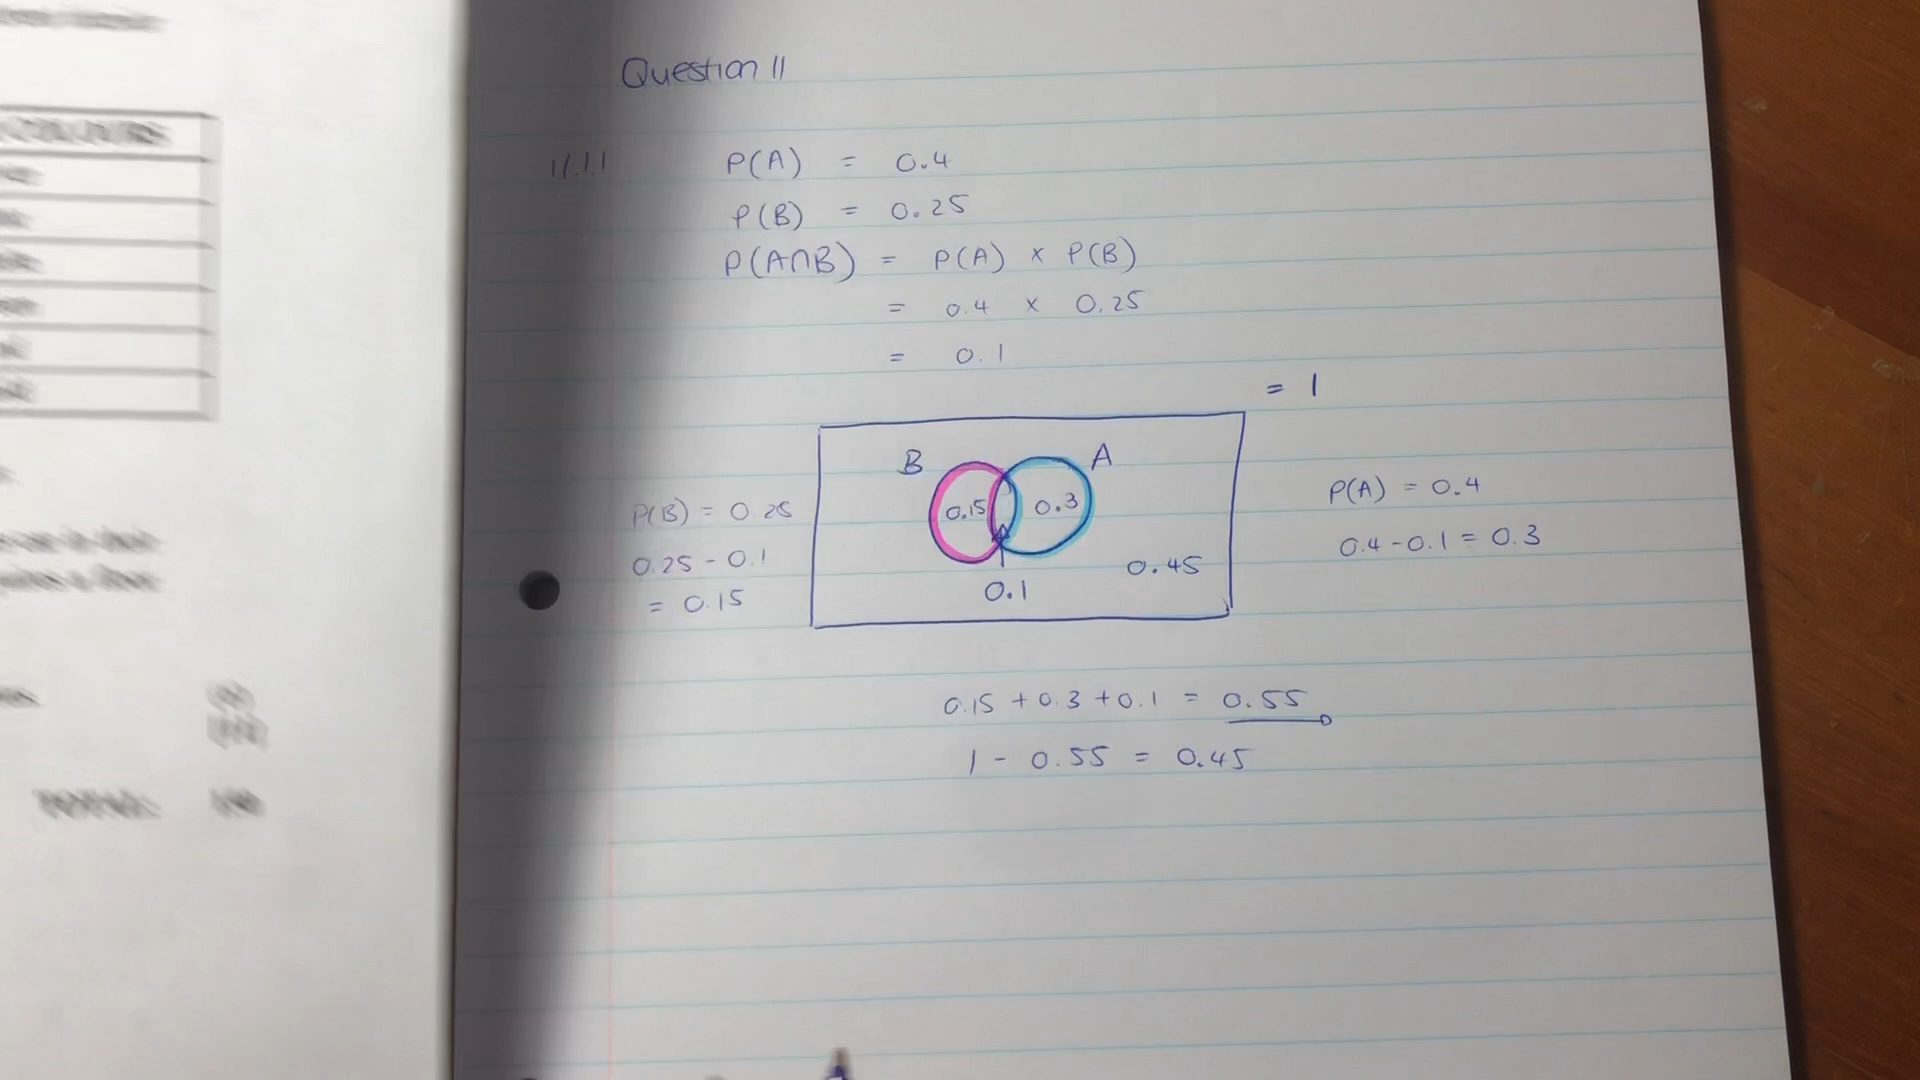 Question 11
11.1.1 P(A) = 0.4
P(B) = 0.25
P(A∩B) = P(A) × P(B)
= 0.4 × 0.25
= 0.1
= 1
B A
0.15 0.3
0.1
0.45
P(B) = 0.25
0.25 - 0.1
= 0.15
P(A) = 0.4
0.4 - 0.1 = 0.3
0.15 + 0.3 + 0.1 = 0.55
1 - 0.55 = 0.45
COLOURS
TOTAL: